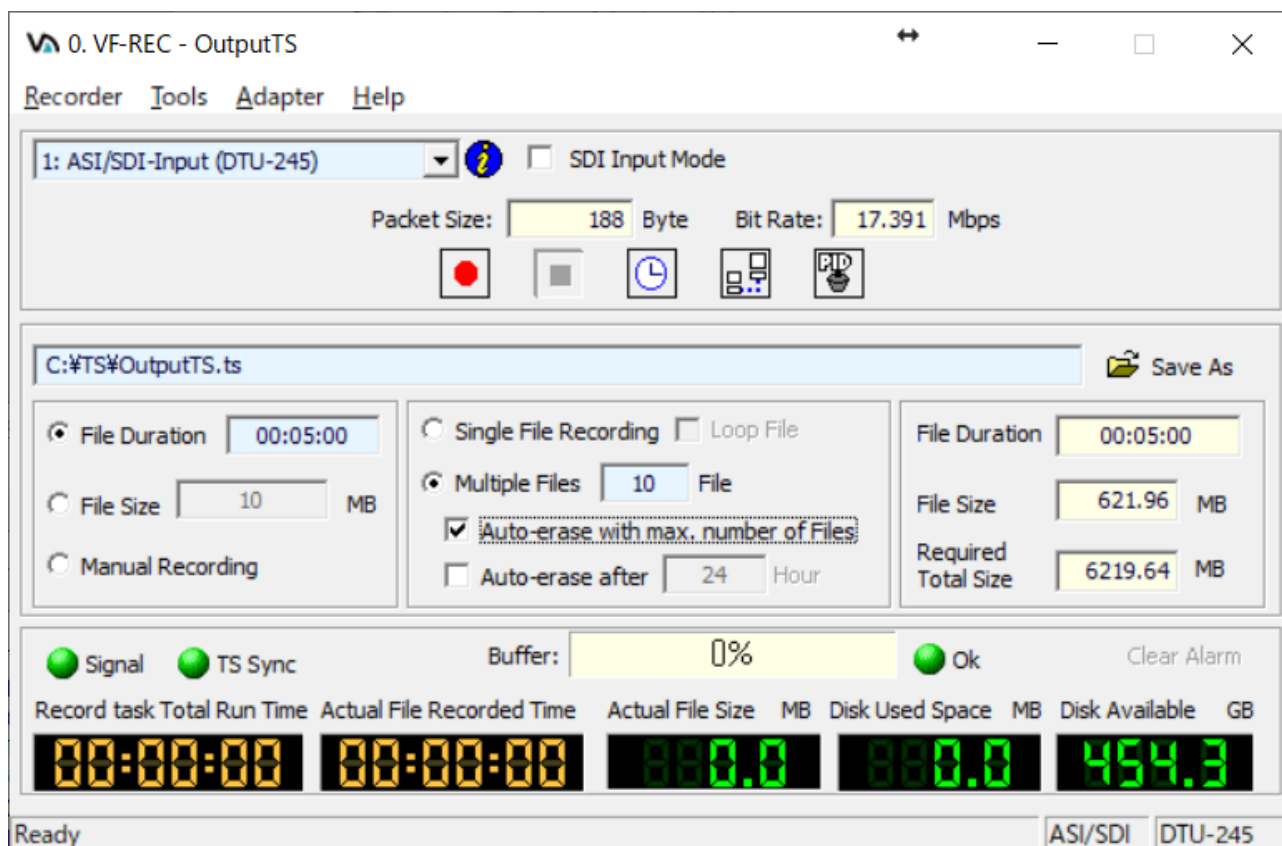 0. VF-REC - OutputTS
Recorder Tools Adapter Help
1: ASI/SDI-Input (DTU-245) i SDI Input Mode
Packet Size: 188 Byte Bit Rate: 17.391 Mbps
PID
C:¥TS¥OutputTS.ts Save As
File Duration 00:05:00
File Size 10 MB
Manual Recording
Single File Recording Loop File
Multiple Files 10 File
Auto-erase with max. number of Files
Auto-erase after 24 Hour
File Duration 00:05:00
File Size 621.96 MB
Required
Total Size 6219.64 MB
Signal TS Sync Buffer: 0% Ok Clear Alarm
Record task Total Run Time Actual File Recorded Time Actual File Size MB Disk Used Space MB Disk Available GB
00:00:00 00:00:00 0.0 0.0 454.3
Ready ASI/SDI DTU-245